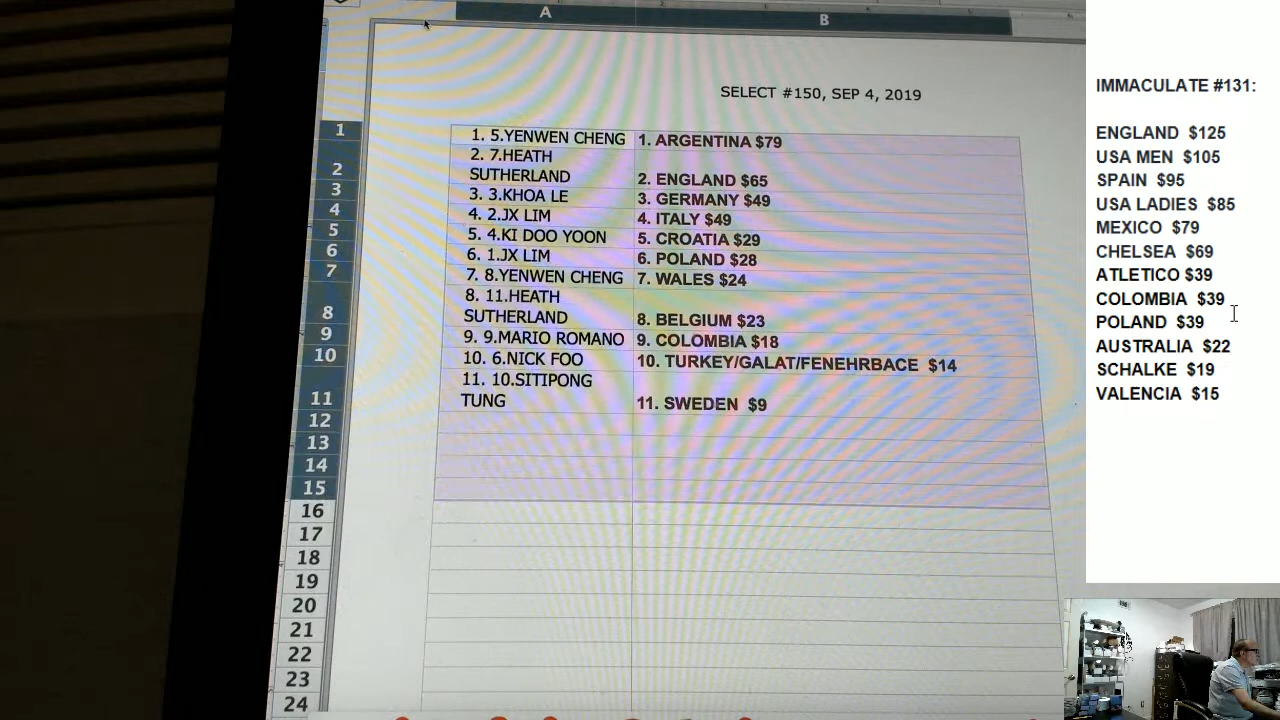 A
B
SELECT #150, SEP 4, 2019
1
1. 5.YENWEN CHENG
1. ARGENTINA $79
2. 7.HEATH
2
SUTHERLAND
2. ENGLAND $65
3
3. 3.KHOA LE
3. GERMANY $49
4
4. 2.JX LIM
4. ITALY $49
5
5. 4.KI DOO YOON
5. CROATIA $29
6
6. 1.JX LIM
6. POLAND $28
7
7. 8.YENWEN CHENG
7. WALES $24
8. 11.HEATH
8
SUTHERLAND
8. BELGIUM $23
9
9. 9.MARIO ROMANO
9. COLOMBIA $18
10
10. 6.NICK FOO
10. TURKEY/GALAT/FENEHRBACE $14
11. 10.SITIPONG
11
TUNG
11. SWEDEN $9
12
13
14
15
16
17
18
19
20
21
22
23
24
IMMACULATE #131:
ENGLAND $125
USA MEN $105
SPAIN $95
USA LADIES $85
MEXICO $79
CHELSEA $69
ATLETICO $39
COLOMBIA $39
POLAND $39
AUSTRALIA $22
SCHALKE $19
VALENCIA $15